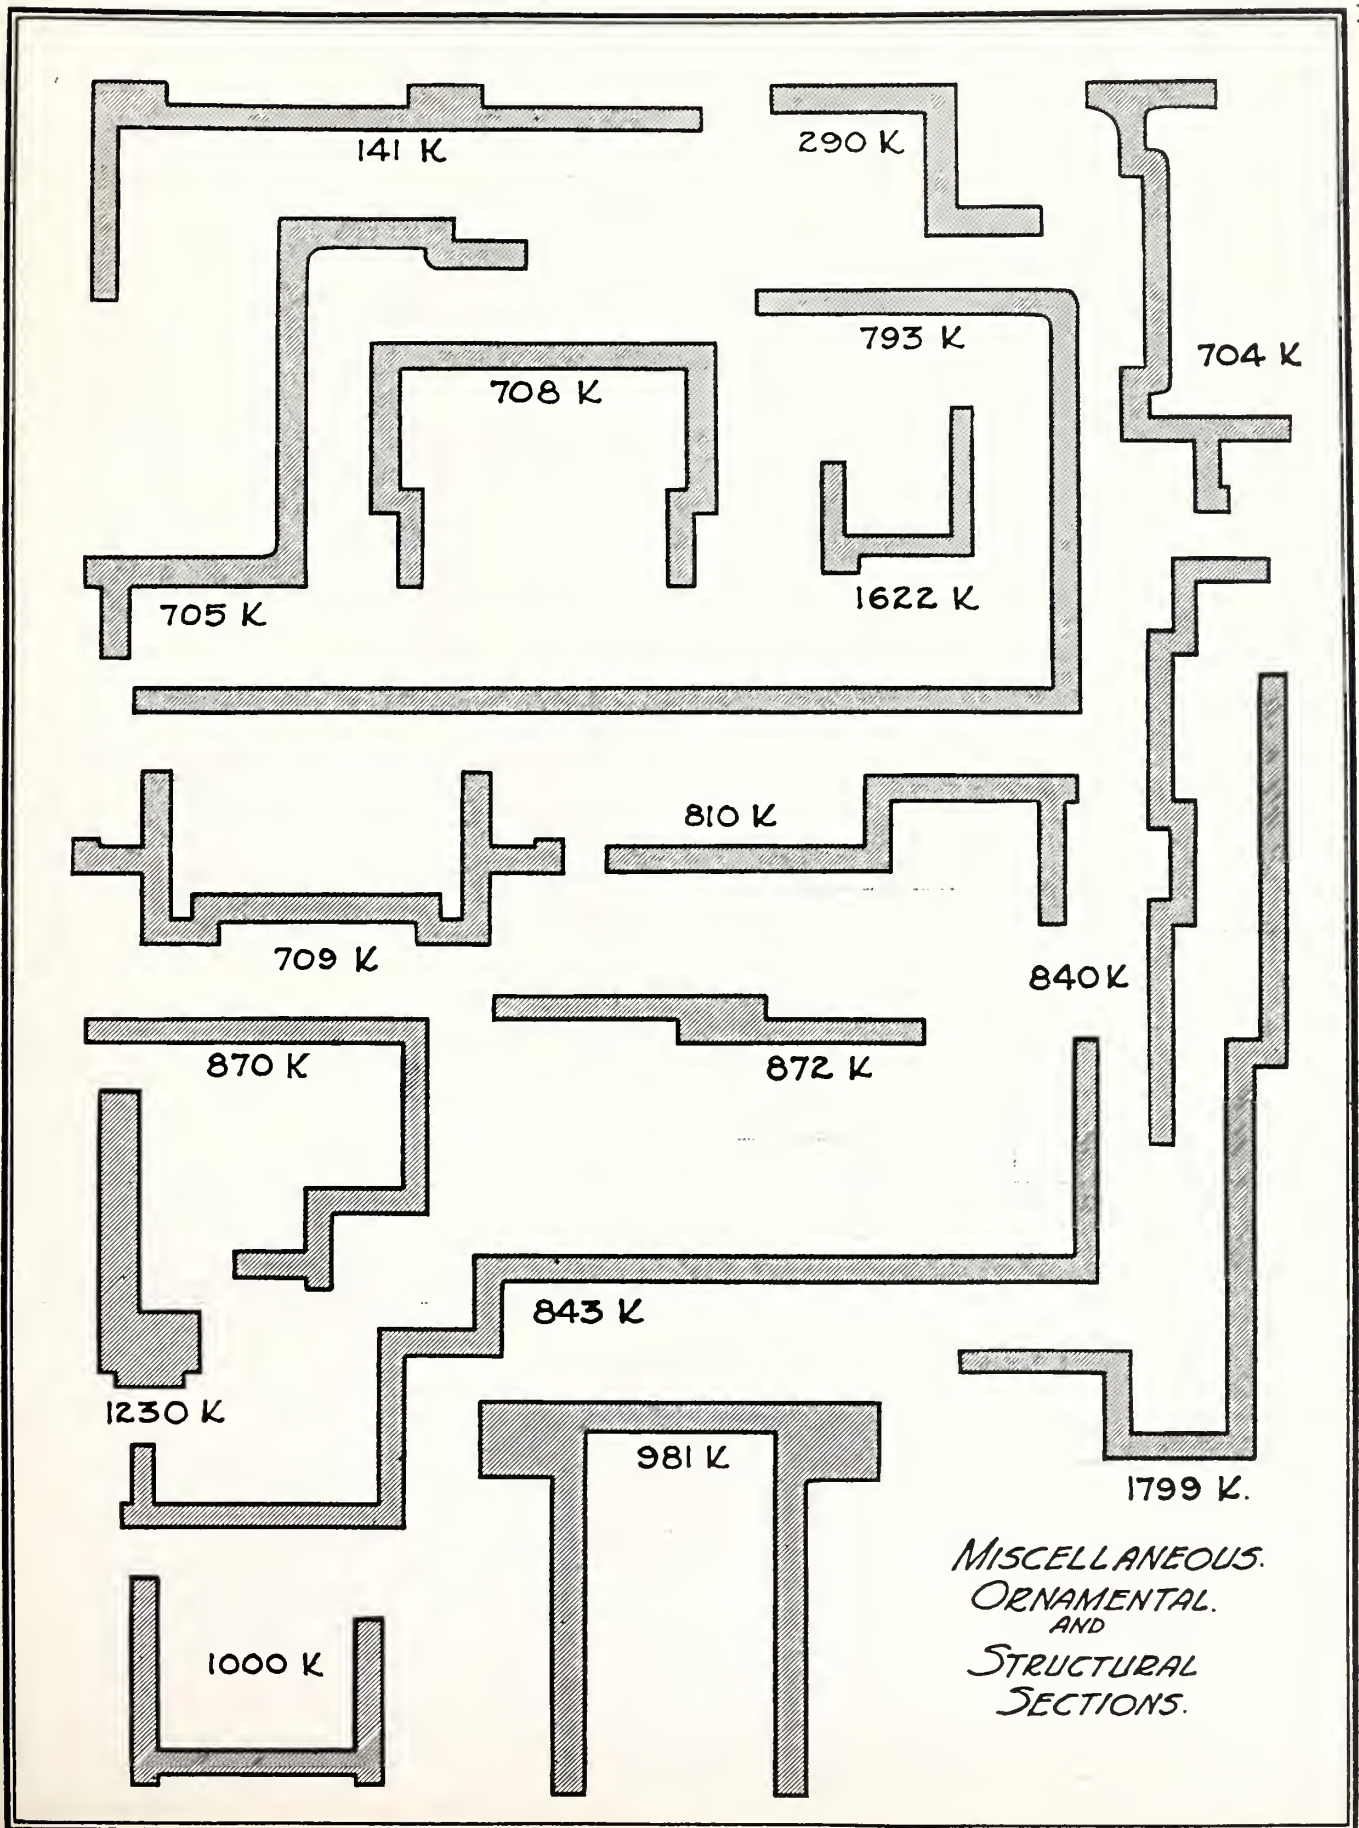 141 K
290 K
793 K
704 K
708 K
1622 K
705 K
810 K
709 K
840 K
870 K
872 K
843 K
1230 K
981 K
1799 K.
1000 K
MISCELLANEOUS.
ORNAMENTAL.
AND
STRUCTURAL
SECTIONS.